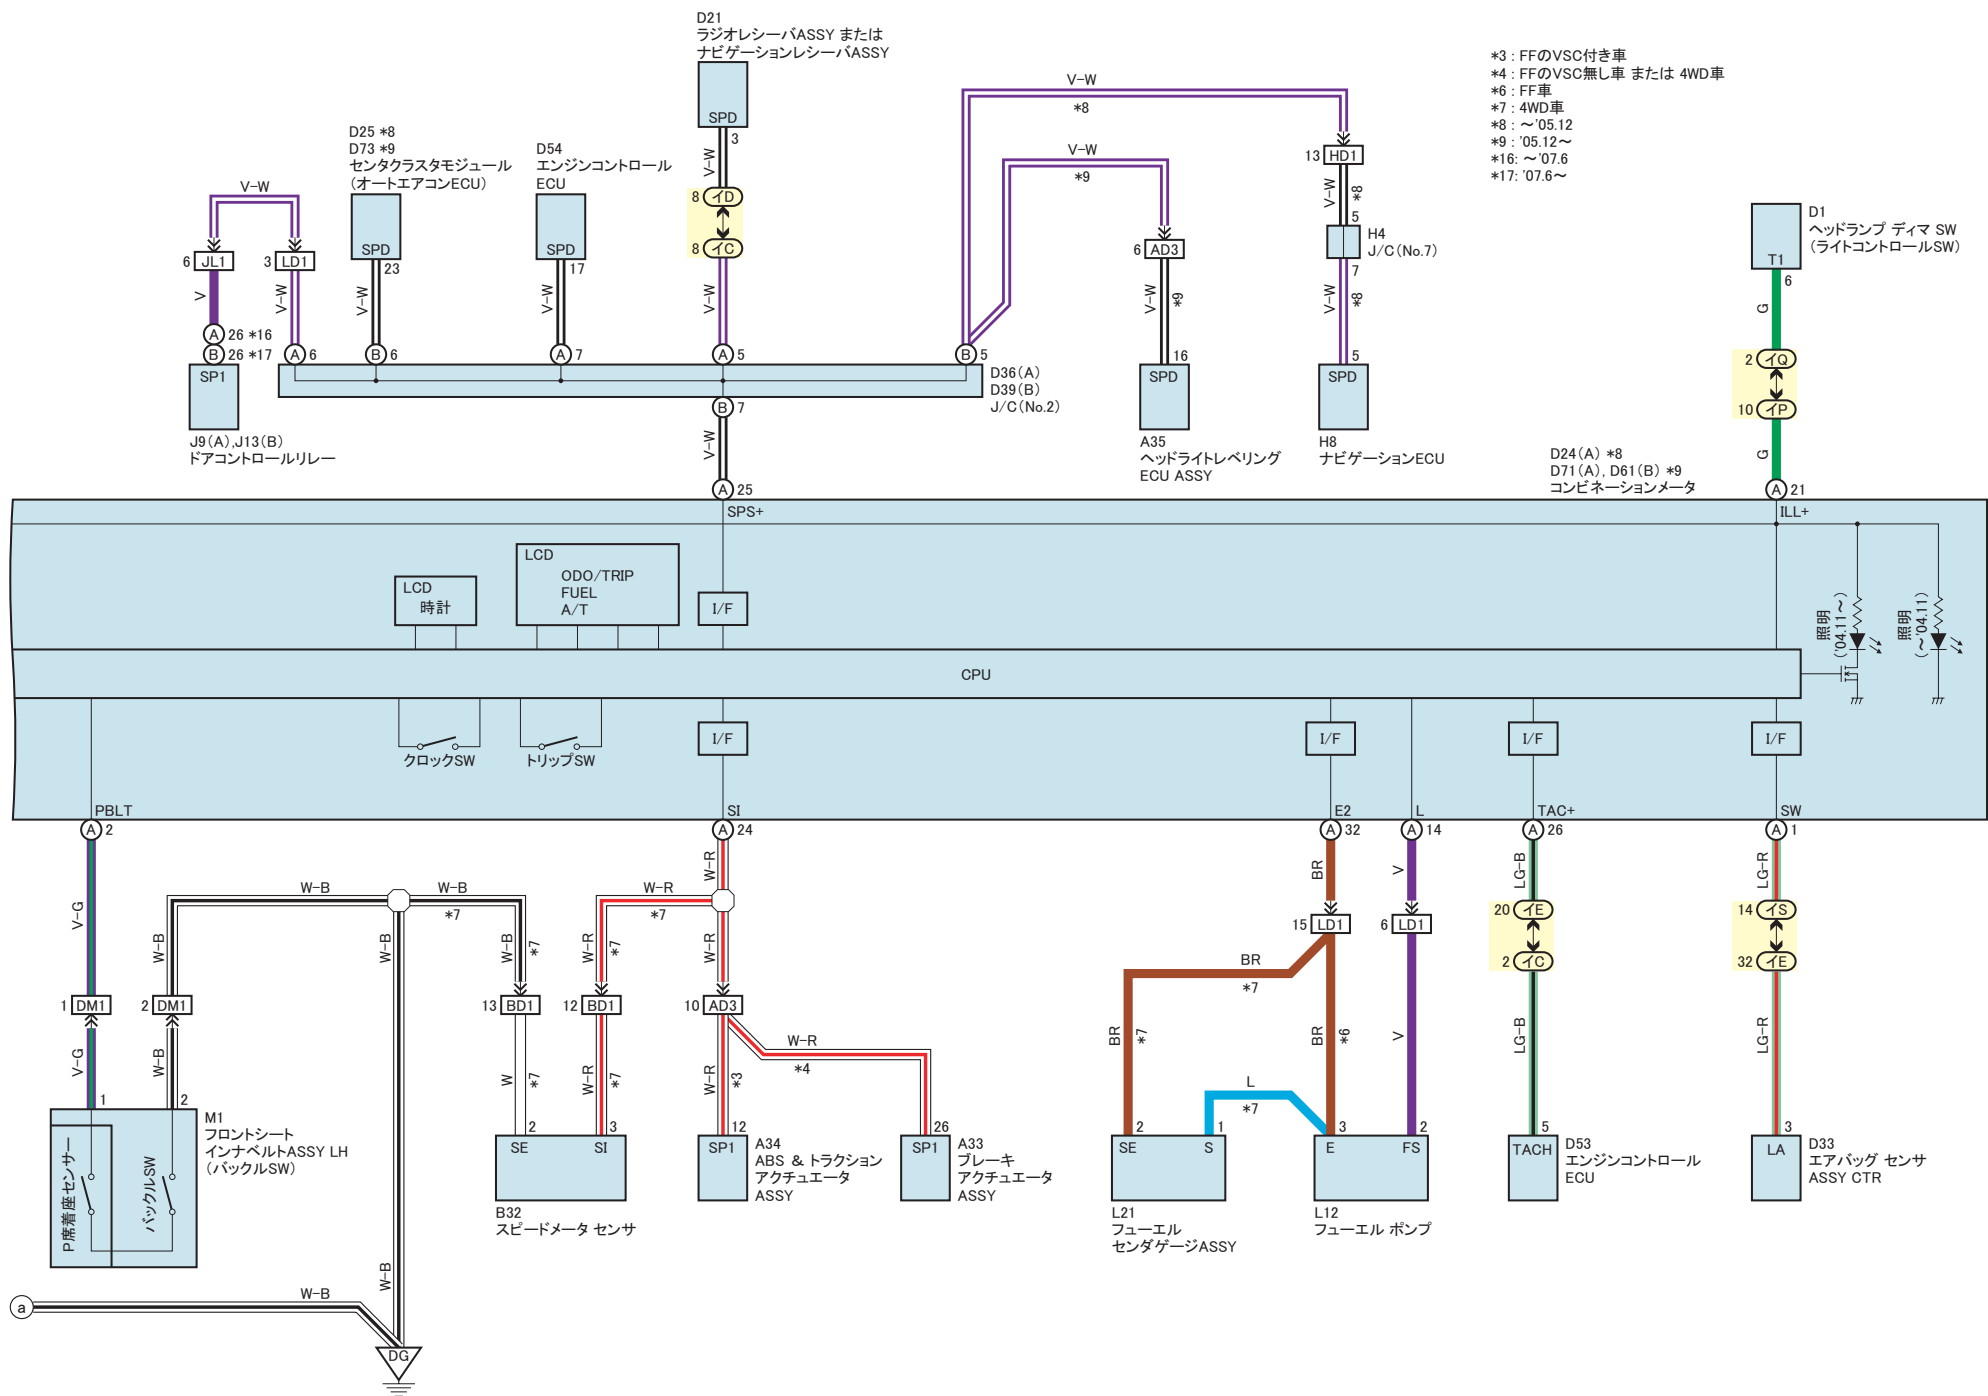 D21
ラジオレシーバASSY または
ナビゲーションレシーバASSY
SPD
3
V-W
8 イD
8 イC
V-W
A 5
*3 : FFのVSC付き車
*4 : FFのVSC無し車 または 4WD車
*6 : FF車
*7 : 4WD車
*8 : ～'05.12
*9 : '05.12～
*16: ～'07.6
*17: '07.6～
D25 *8
D73 *9
センタクラスタモジュール
(オートエアコンECU)
SPD
23
V-W
B 6
D54
エンジンコントロール
ECU
SPD
17
V-W
A 7
V-W
6 JL1
3 LD1
V
V-W
A 26 *16
B 26 *17
A 6
SP1
J9(A),J13(B)
ドアコントロールリレー
V-W
*8
V-W
*9
B 5
13 HD1
V-W
*8
5
H4
J/C(No.7)
7
V-W
*8
5
SPD
H8
ナビゲーションECU
6 AD3
V-W
*9
16
SPD
A35
ヘッドライトレベリング
ECU ASSY
D36(A)
D39(B)
J/C(No.2)
B 7
V-W
A 25
D1
ヘッドランプ ディマ SW
(ライトコントロールSW)
T1
6
G
2 イQ
10 イP
G
A 21
D24(A) *8
D71(A), D61(B) *9
コンビネーションメータ
SPS+
ILL+
LCD
時計
LCD
ODO/TRIP
FUEL
A/T
I/F
照明
('04.11～)
照明
(～'04.11)
CPU
クロックSW
トリップSW
I/F
I/F
I/F
I/F
PBLT
SI
E2
L
TAC+
SW
A 2
A 24
A 32
A 14
A 26
A 1
V-G
1 DM1
V-G
1
W-B
W-B
*7
W-B
2 DM1
W-B
2
W-B
W-B
*7
13 BD1
W
*7
2
W-R
W-R
*7
W-R
*7
12 BD1
W-R
*7
3
W-R
10 AD3
W-R
*3
12
W-R
*4
26
BR
15 LD1
BR
*7
BR
*7
2
BR
*6
3
L
*7
1
V
6 LD1
V
2
LG-B
20 イE
2 イC
LG-B
5
LG-R
14 イS
32 イE
LG-R
3
M1
フロントシート
インナベルトASSY LH
(バックルSW)
P席着座センサー
バックルSW
SE
SI
B32
スピードメータ センサ
SP1
A34
ABS & トラクション
アクチュエータ
ASSY
SP1
A33
ブレーキ
アクチュエータ
ASSY
SE
S
L21
フューエル
センダゲージASSY
E
FS
L12
フューエル ポンプ
TACH
D53
エンジンコントロール
ECU
LA
D33
エアバッグ センサ
ASSY CTR
W-B
a
W-B
DG